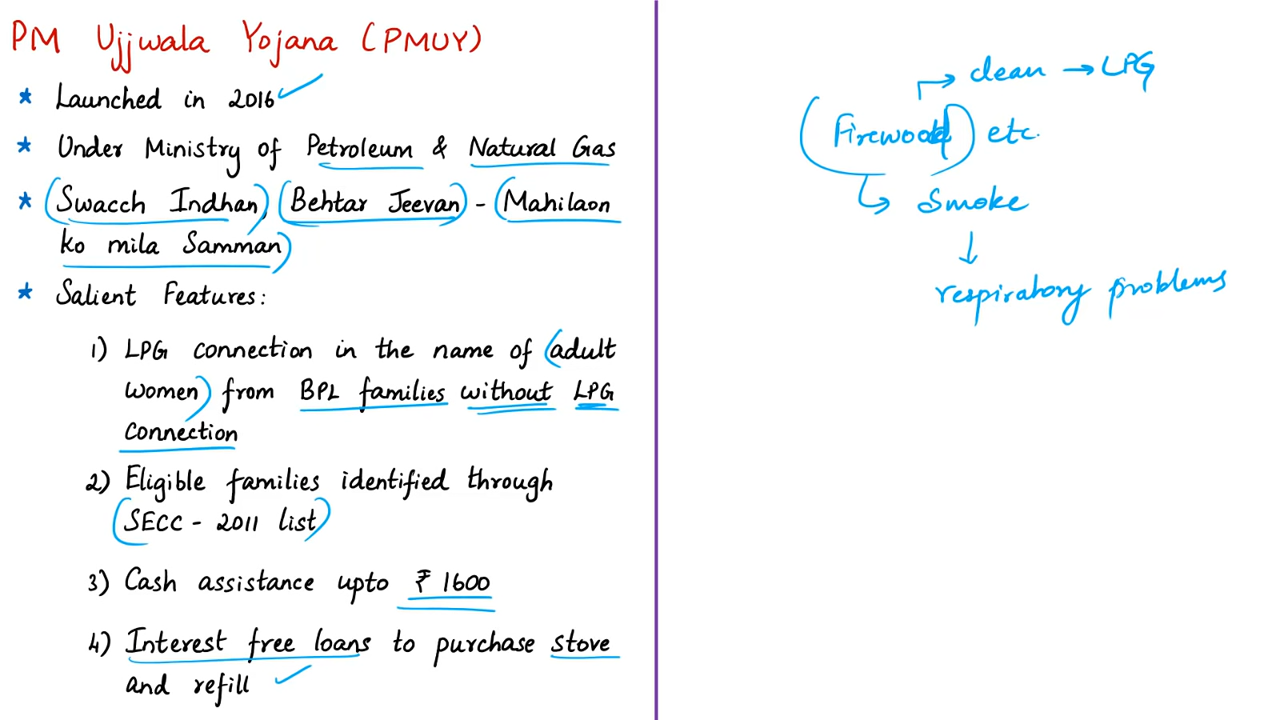 PM Ujjwala Yojana (PMUY)
* Launched in 2016
* Under Ministry of Petroleum & Natural Gas
* Swacch Indhan, Behtar Jeevan - Mahilaon
ko mila Samman
* Salient Features:
1) LPG connection in the name of adult
women from BPL families without LPG
connection
2) Eligible families identified through
SECC - 2011 list
3) Cash assistance upto ₹ 1600
4) Interest free loans to purchase stove
and refill
clean → LPG
Firewood etc.
Smoke
respiratory problems